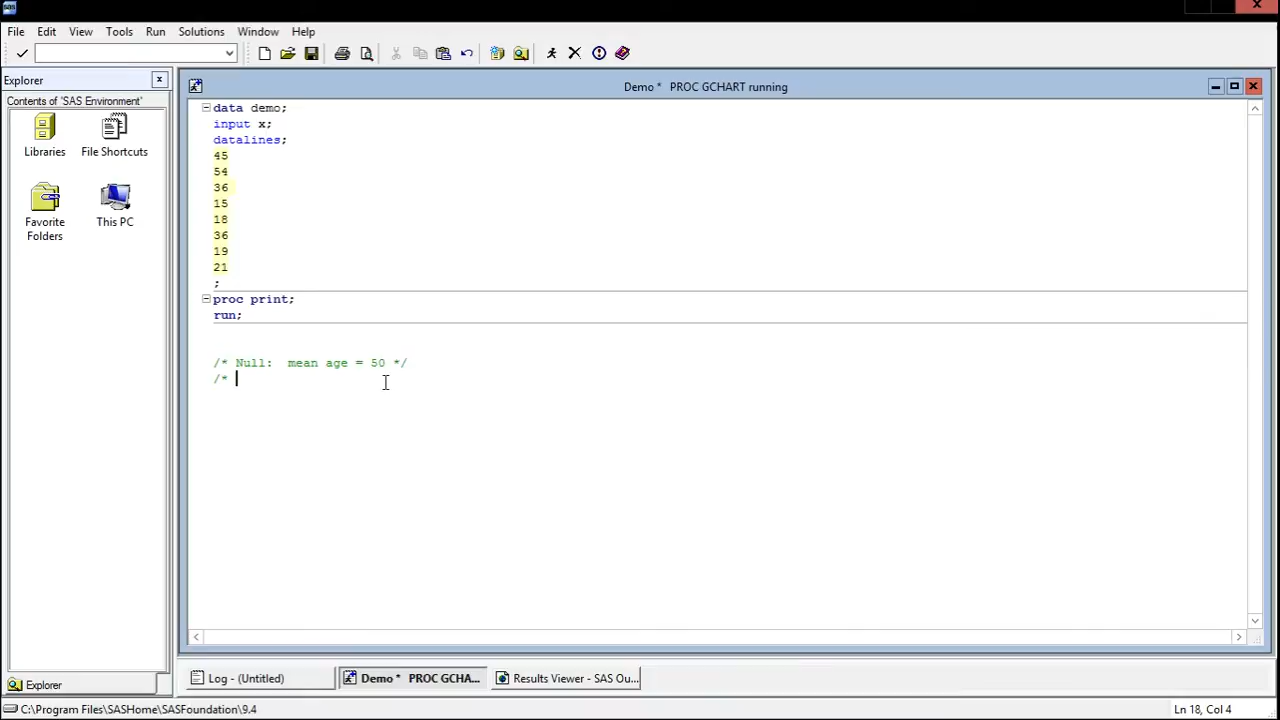 sas
File Edit View Tools Run Solutions Window Help
Explorer
Contents of 'SAS Environment'
Libraries
File Shortcuts
Favorite Folders
This PC
Explorer
Demo * PROC GCHART running
data demo;
input x;
datalines;
45
54
36
15
18
36
19
21
;
proc print;
run;
/* Null:  mean age = 50 */
/*
Log - (Untitled)
Demo * PROC GCHA...
Results Viewer - SAS Ou...
C:\Program Files\SASHome\SASFoundation\9.4
Ln 18, Col 4